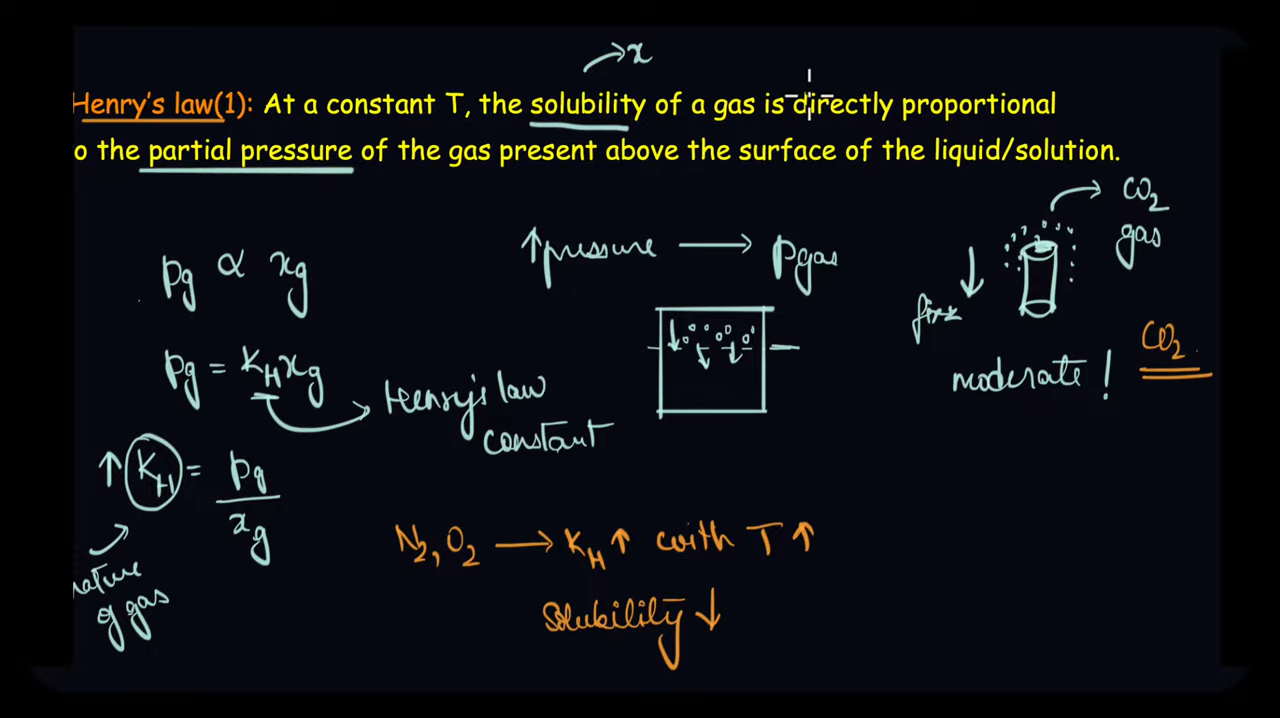 x
Henry's law(1): At a constant T, the solubility of a gas is directly proportional
o the partial pressure of the gas present above the surface of the liquid/solution.
pg ∝ xg
↑pressure → pgas
CO2
gas
↓
fizz
pg = KH xg
Henry's law
constant
moderate !
CO2
↑ KH = pg / xg
nature
of gas
N2, O2 → KH ↑ with T ↑
Solubility ↓